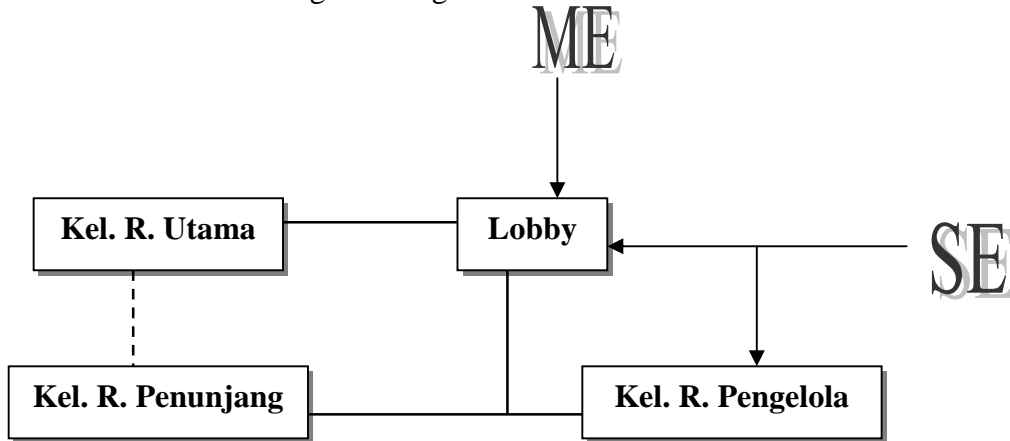 ME
Kel. R. Utama
Lobby
SE
Kel. R. Penunjang
Kel. R. Pengelola